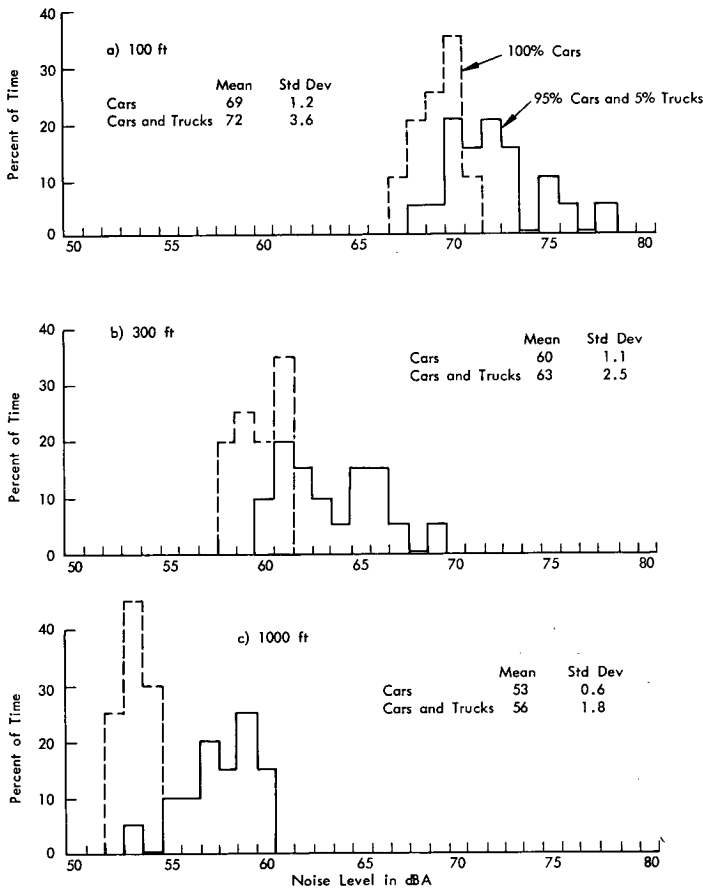 40
a) 100 ft
100% Cars
30
Mean Std Dev
Cars 69 1.2
Cars and Trucks 72 3.6
95% Cars and 5% Trucks
20
10
0
Percent of Time
50 55 60 65 70 75 80
40
b) 300 ft
Mean Std Dev
Cars 60 1.1
Cars and Trucks 63 2.5
30
20
10
0
Percent of Time
50 55 60 65 70 75 80
40
c) 1000 ft
Mean Std Dev
Cars 53 0.6
Cars and Trucks 56 1.8
30
20
10
0
Percent of Time
50 55 60 65 70 75 80
Noise Level in dBA